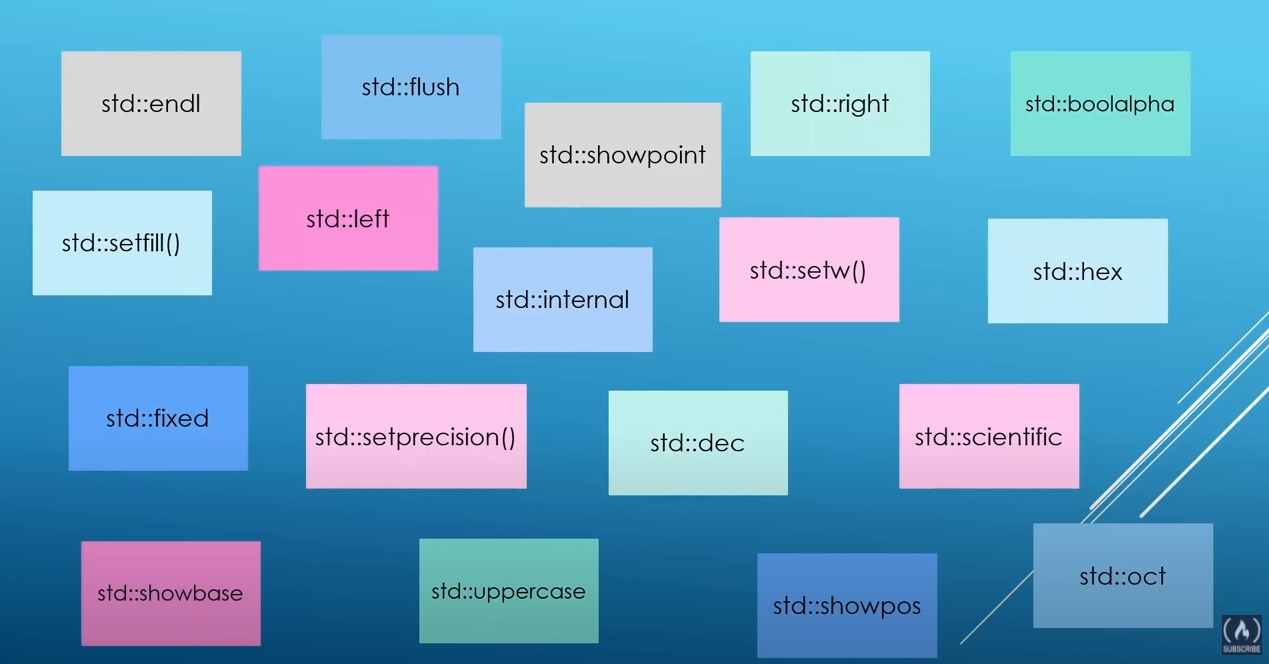 std::endl
std::flush
std::showpoint
std::right
std::boolalpha
std::setfill()
std::left
std::internal
std::setw()
std::hex
std::fixed
std::setprecision()
std::dec
std::scientific
std::showbase
std::uppercase
std::showpos
std::oct
SUBSCRIBE